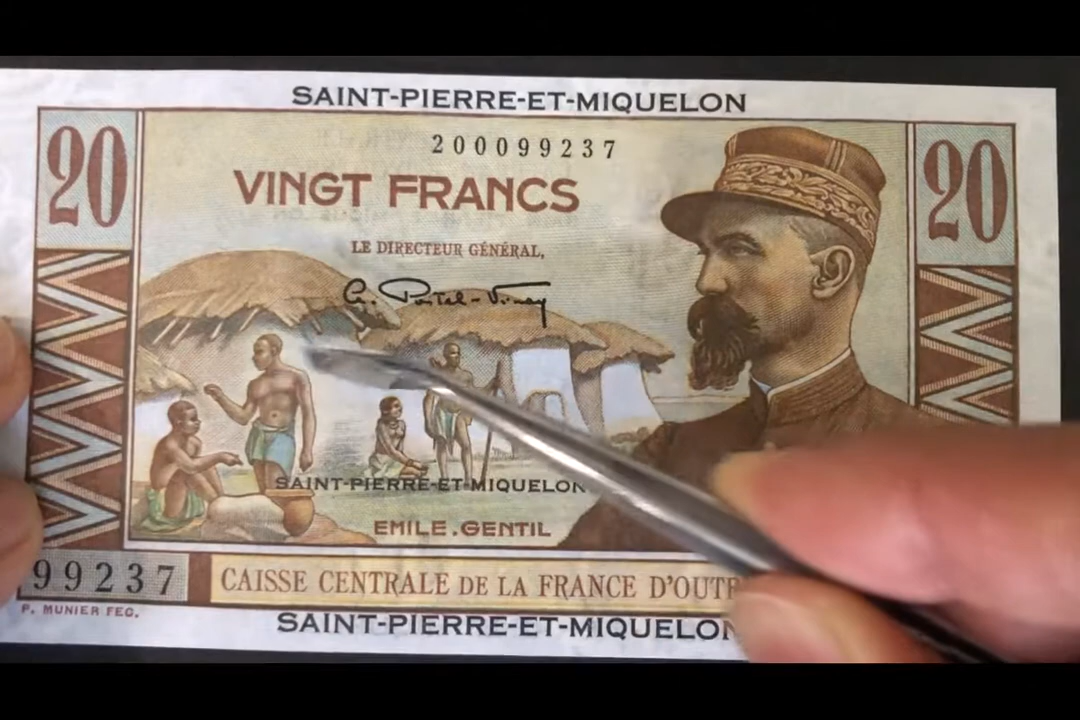 SAINT-PIERRE-ET-MIQUELON
20
200099237
20
VINGT FRANCS
LE DIRECTEUR GÉNÉRAL,
SAINT-PIERRE-ET-MIQUELON
EMILE.GENTIL
99237
CAISSE CENTRALE DE LA FRANCE D'OUTR
P. MUNIER FEC.
SAINT-PIERRE-ET-MIQUELON